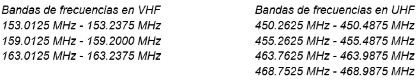 Bandas de frecuencias en VHF
153.0125 MHz - 153.2375 MHz
159.0125 MHz - 159.2000 MHz
163.0125 MHz - 163.2375 MHz
Bandas de frecuencias en UHF
450.2625 MHz - 450.4875 MHz
455.2625 MHz - 455.4875 MHz
463.7625 MHz - 463.9875 MHz
468.7525 MHz - 468.9875 MHz